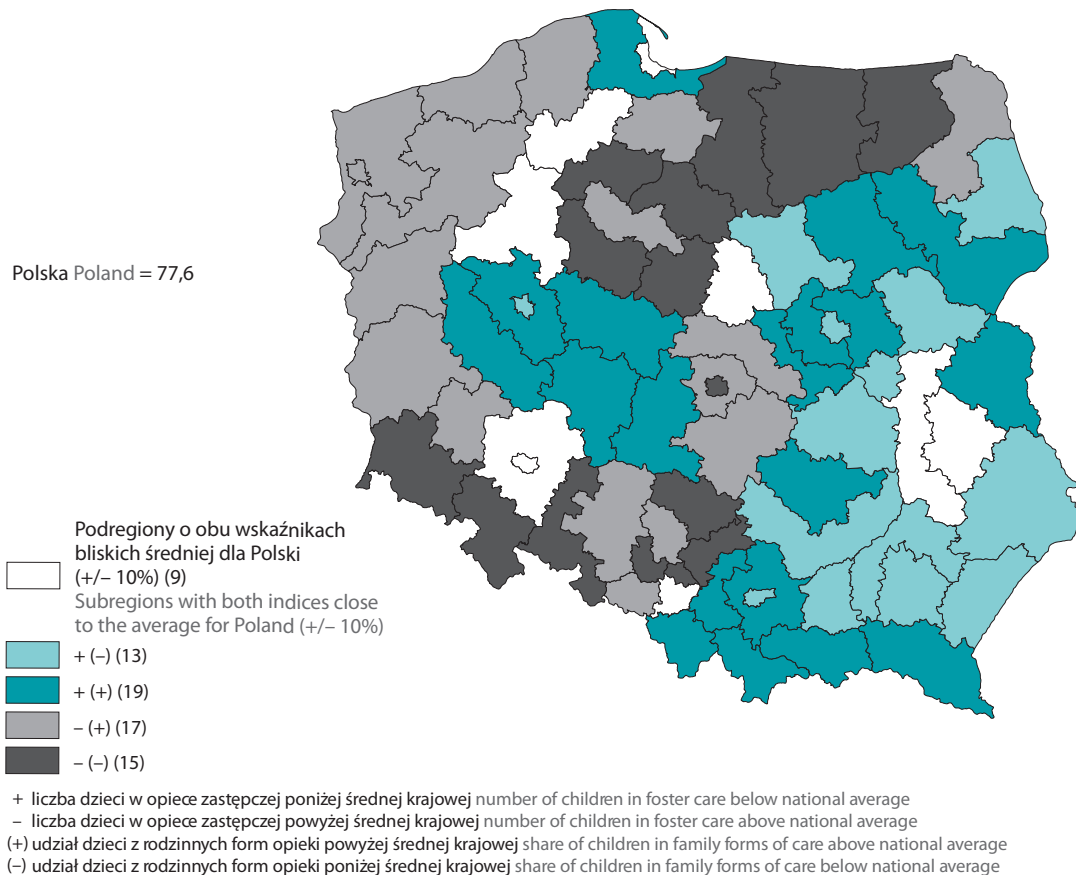 Polska Poland = 77,6
Podregiony o obu wskaźnikach
bliskich średniej dla Polski
(+/– 10%) (9)
Subregions with both indices close
to the average for Poland (+/– 10%)
+ (–) (13)
+ (+) (19)
– (+) (17)
– (–) (15)
+ liczba dzieci w opiece zastępczej poniżej średniej krajowej number of children in foster care below national average
– liczba dzieci w opiece zastępczej powyżej średniej krajowej number of children in foster care above national average
(+) udział dzieci z rodzinnych form opieki powyżej średniej krajowej share of children in family forms of care above national average
(–) udział dzieci z rodzinnych form opieki poniżej średniej krajowej share of children in family forms of care below national average